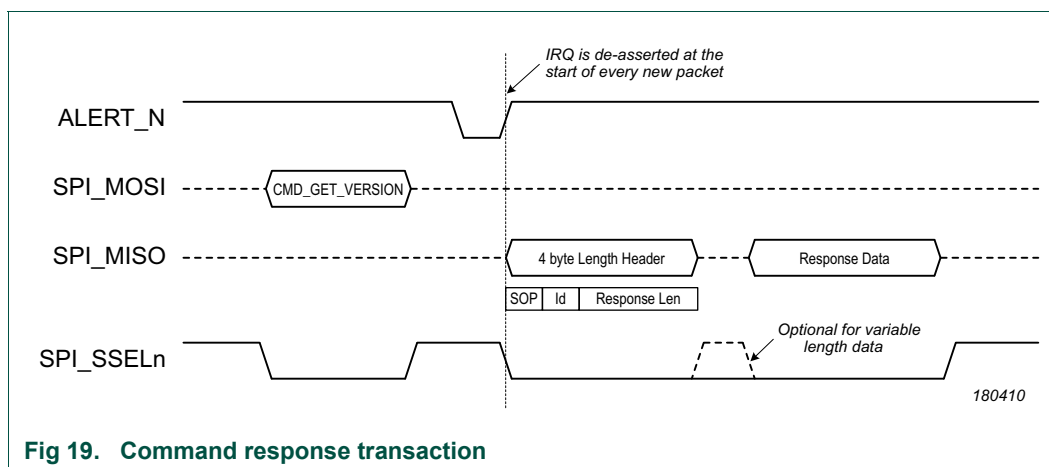 IRQ is de-asserted at the
start of every new packet
ALERT_N
SPI_MOSI
CMD_GET_VERSION
SPI_MISO
4 byte Length Header
Response Data
SOP
Id
Response Len
SPI_SSELn
Optional for variable
length data
180410
Fig 19. Command response transaction